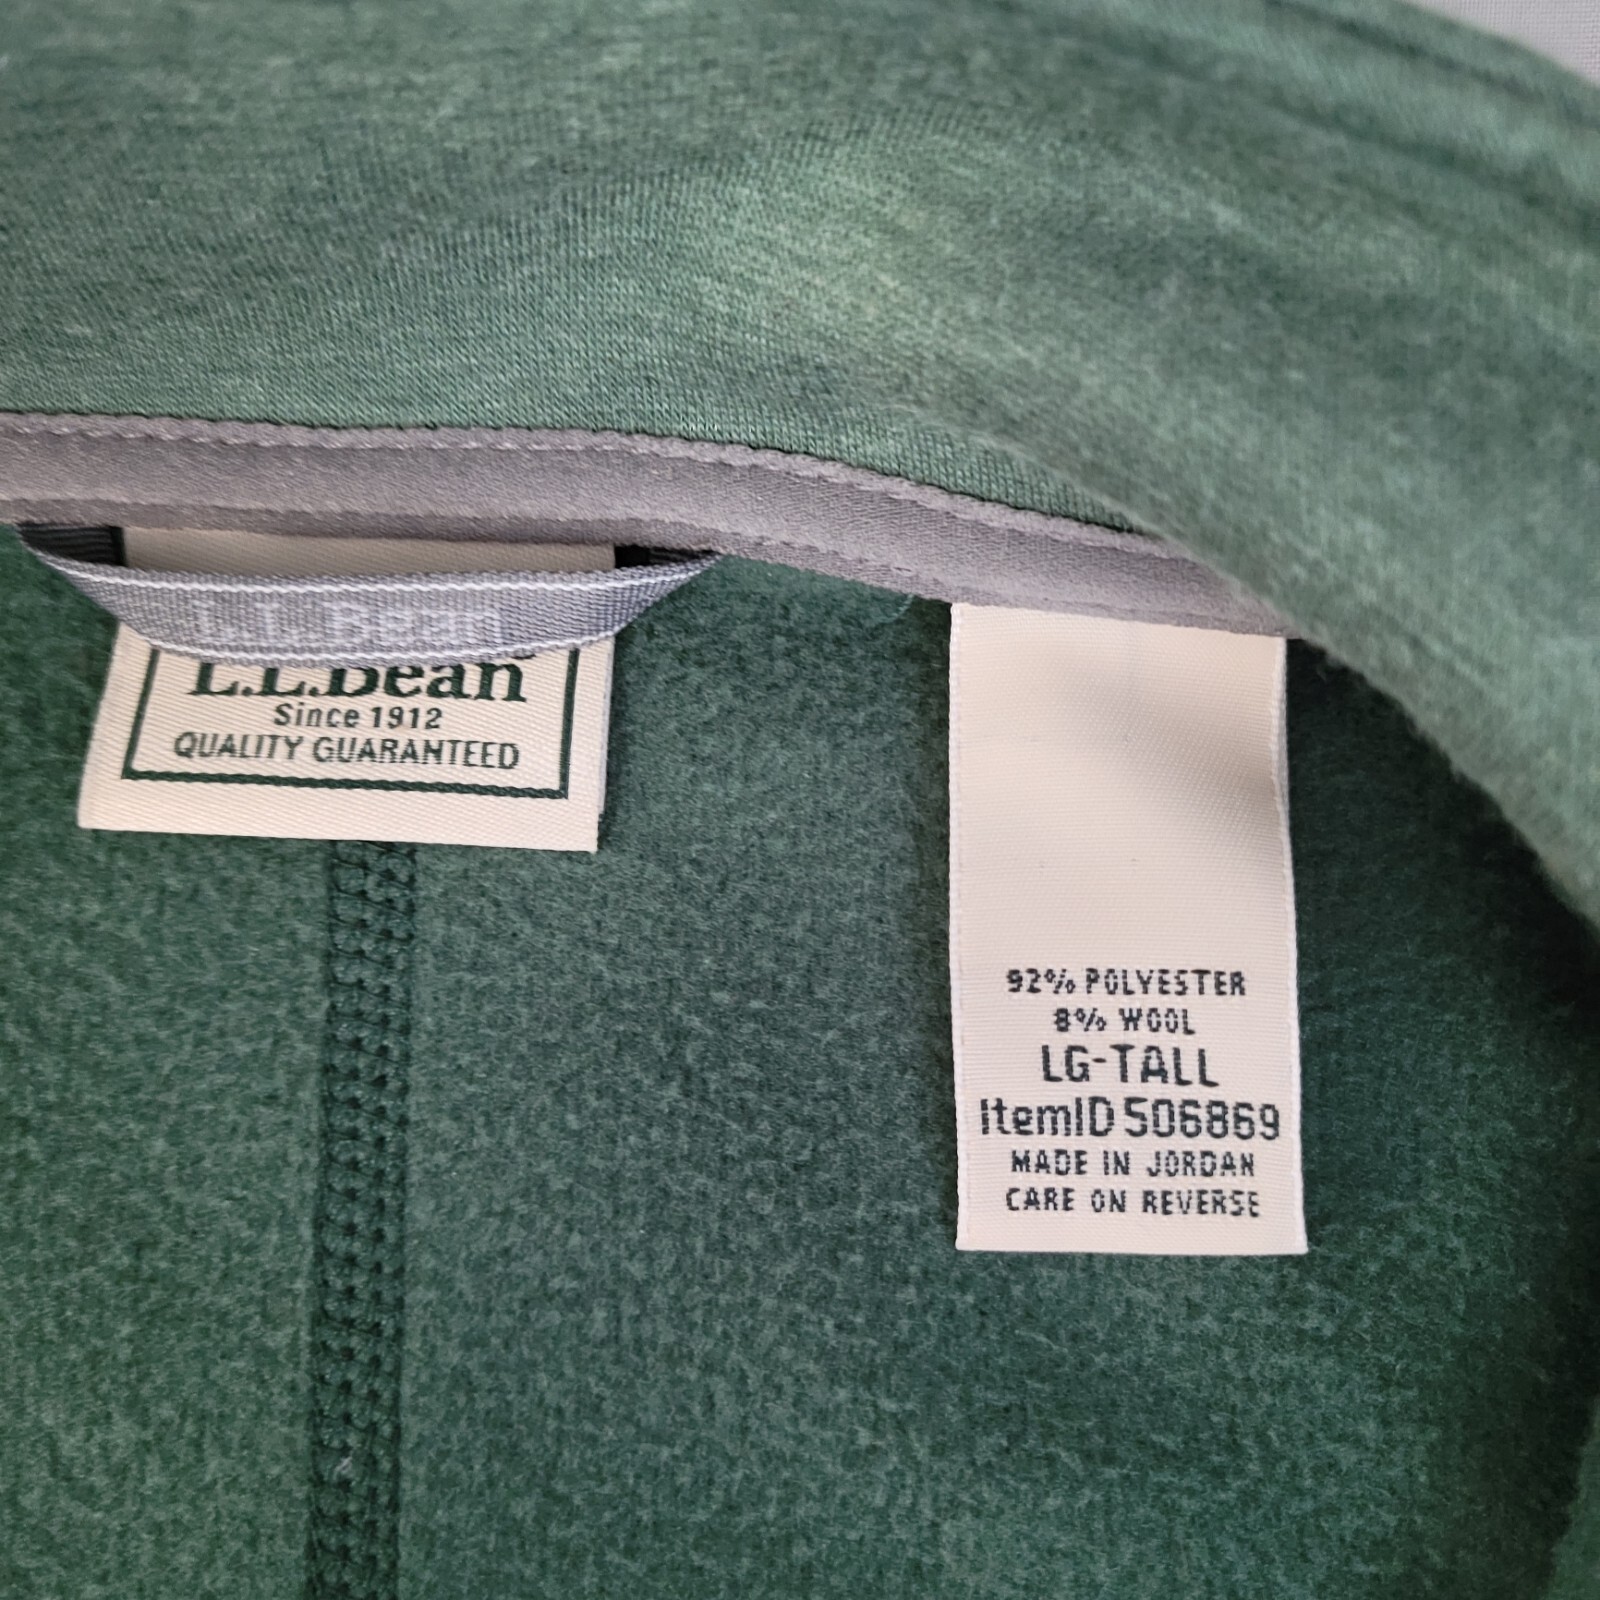 L.L.Bean
L.L.Bean
Since 1912
QUALITY GUARANTEED
92% POLYESTER
8% WOOL
LG-TALL
ItemID 506869
MADE IN JORDAN
CARE ON REVERSE